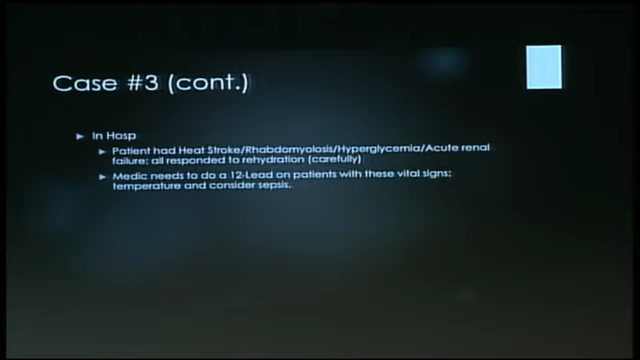 Case #3 (cont.)
In Hosp
Patient had Heat Stroke/Rhabdomyolosis/Hyperglycemia/Acute renal
failure; all responded to rehydration (carefully)
Medic needs to do a 12-Lead on patients with these vital signs;
temperature and consider sepsis.